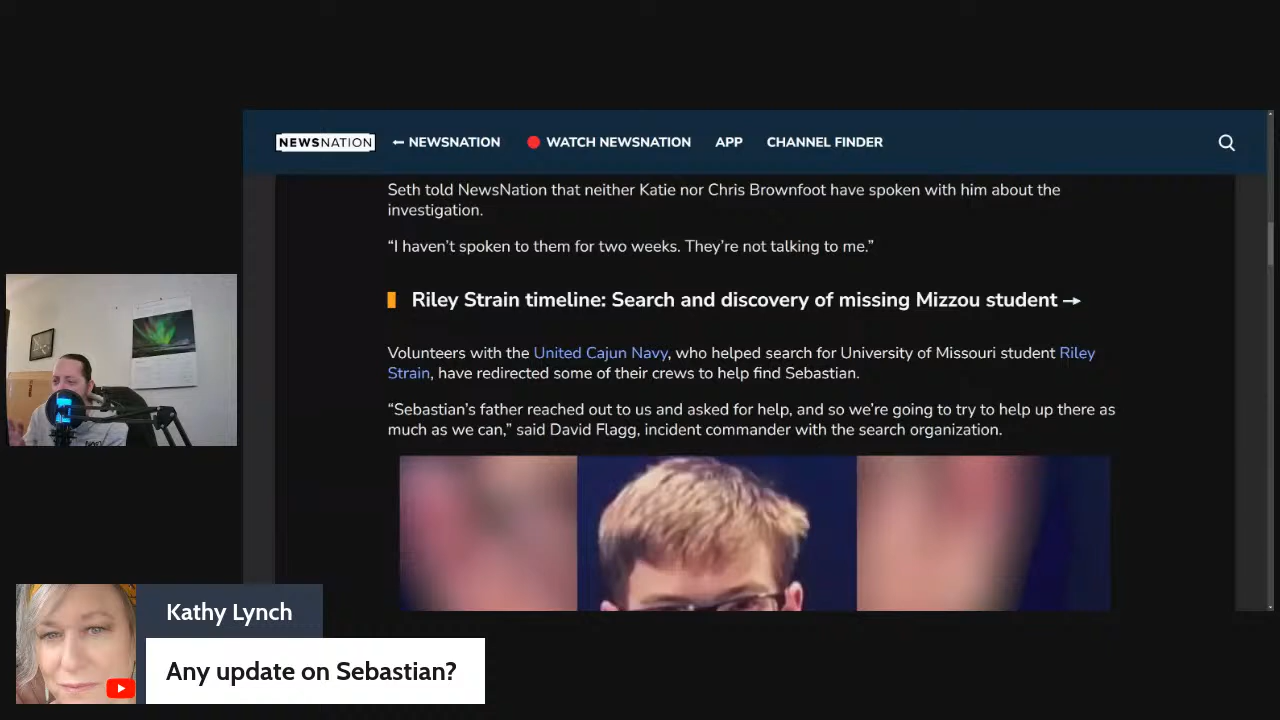 NEWSNATION
← NEWSNATION
WATCH NEWSNATION
APP
CHANNEL FINDER
Seth told NewsNation that neither Katie nor Chris Brownfoot have spoken with him about the
investigation.
“I haven’t spoken to them for two weeks. They’re not talking to me.”
Riley Strain timeline: Search and discovery of missing Mizzou student →
Volunteers with the United Cajun Navy, who helped search for University of Missouri student Riley
Strain, have redirected some of their crews to help find Sebastian.
“Sebastian’s father reached out to us and asked for help, and so we’re going to try to help up there as
much as we can,” said David Flagg, incident commander with the search organization.
Kathy Lynch
Any update on Sebastian?